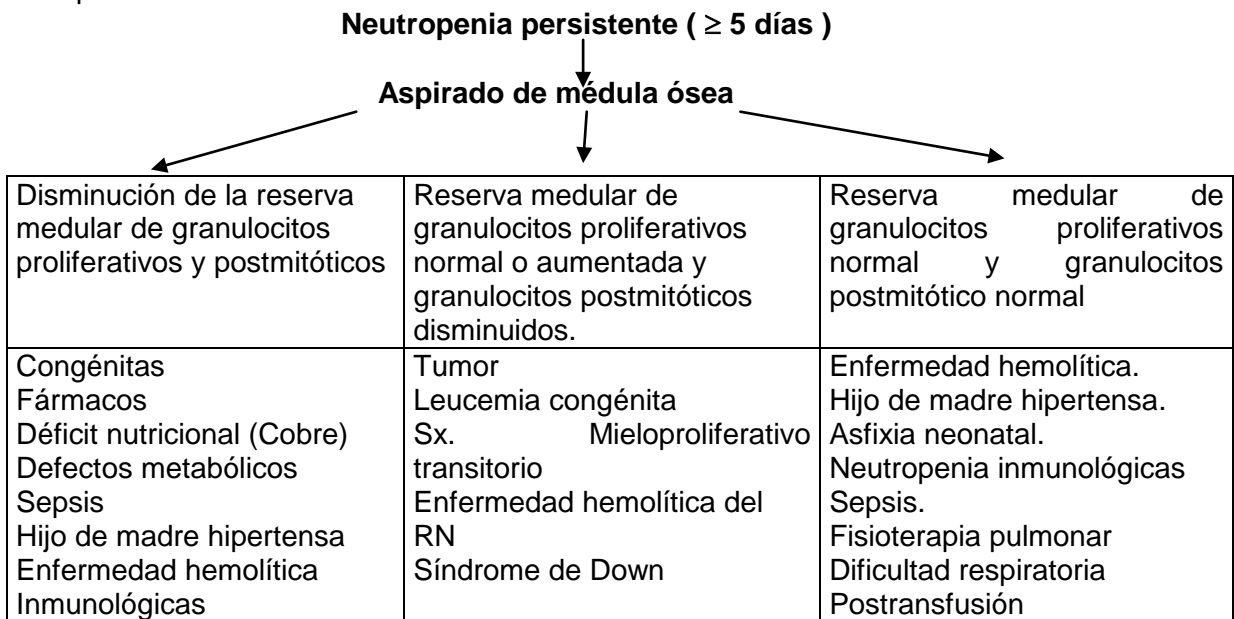 Neutropenia persistente ( ≥ 5 días )
Aspirado de médula ósea
Disminución de la reserva
medular de granulocitos
proliferativos y postmitóticos
Reserva medular de
granulocitos proliferativos
normal o aumentada y
granulocitos postmitóticos
disminuidos.
Reserva medular de
granulocitos proliferativos
normal y granulocitos
postmitótico normal
Congénitas
Fármacos
Déficit nutricional (Cobre)
Defectos metabólicos
Sepsis
Hijo de madre hipertensa
Enfermedad hemolítica
Inmunológicas
Tumor
Leucemia congénita
Sx. Mieloproliferativo
transitorio
Enfermedad hemolítica del
RN
Síndrome de Down
Enfermedad hemolítica.
Hijo de madre hipertensa.
Asfixia neonatal.
Neutropenia inmunológicas
Sepsis.
Fisioterapia pulmonar
Dificultad respiratoria
Postransfusión